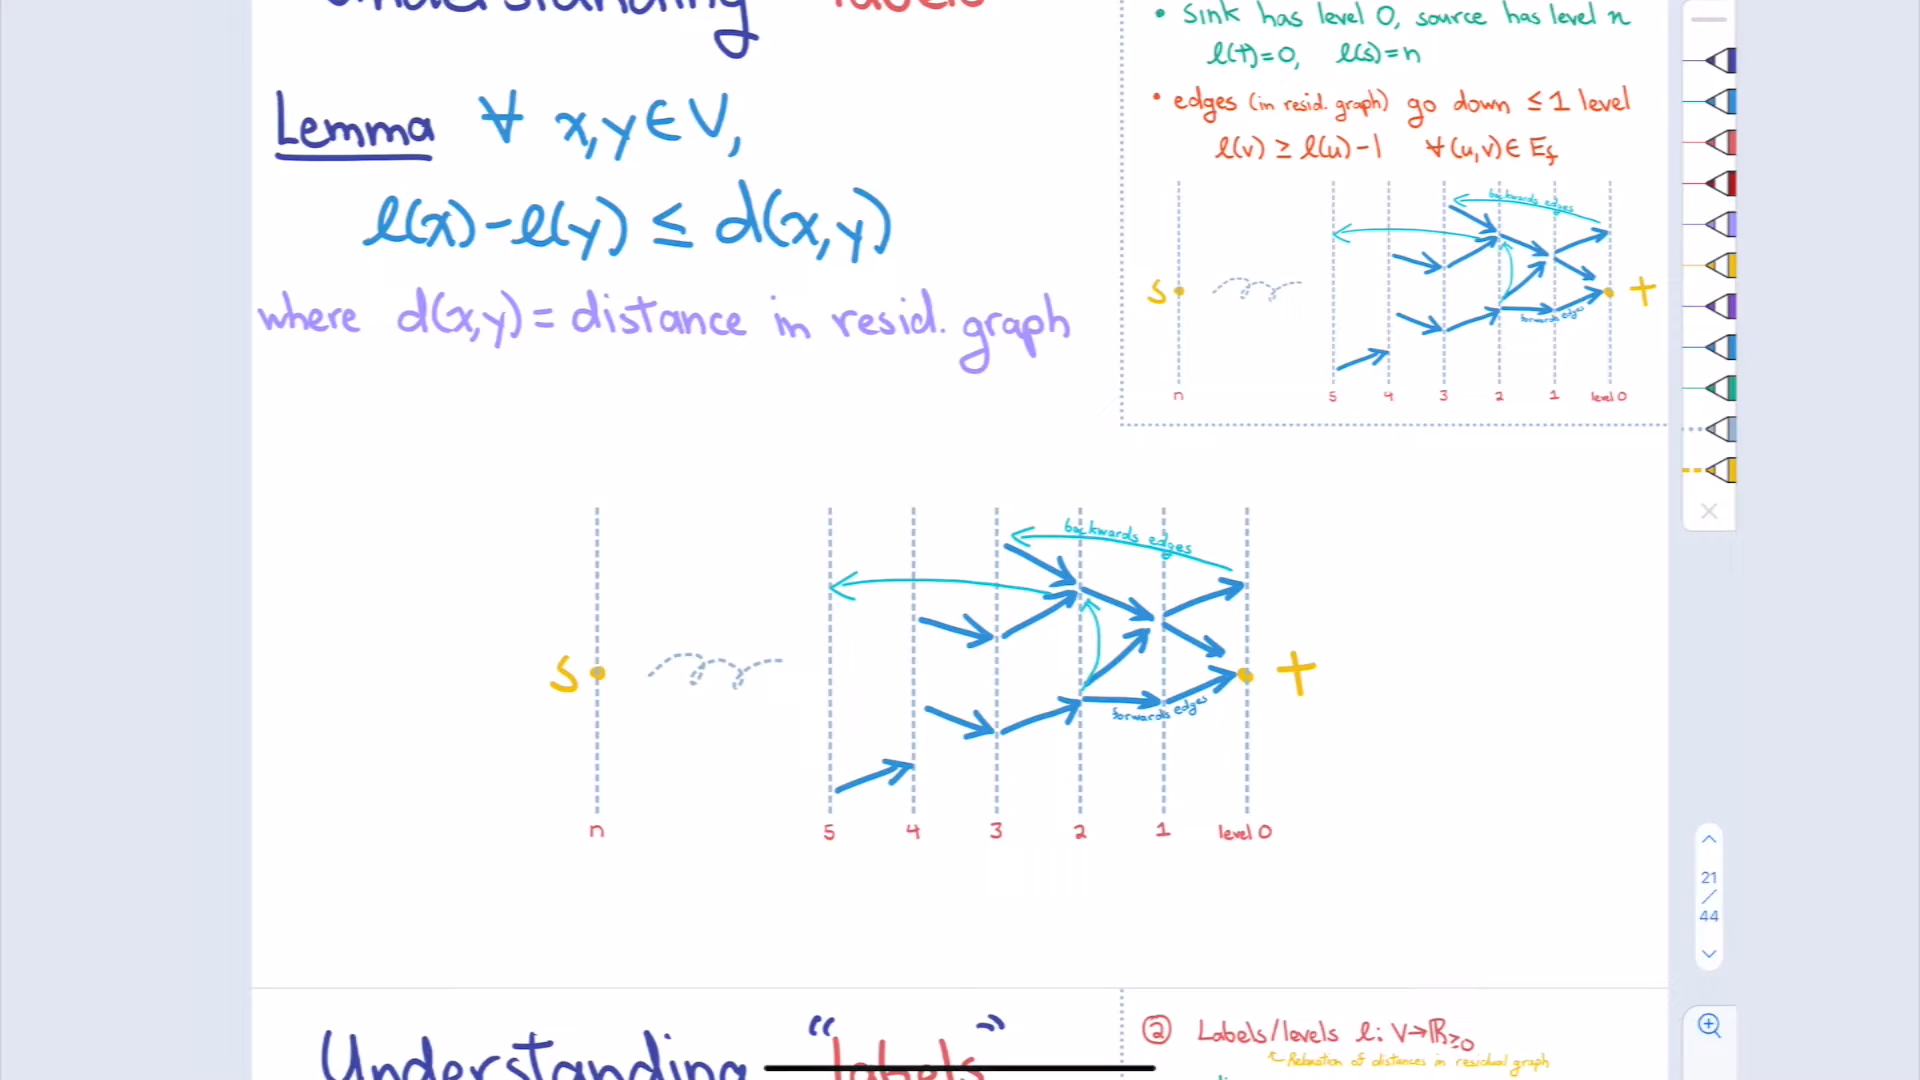 Understanding labels
• Sink has level 0, source has level n
l(t)=0, l(s)=n
• edges (in resid. graph) go down ≤ 1 level
l(v) ≥ l(u)-1 ∀(u,v)∈ E_f
Lemma ∀ x,y ∈ V,
l(x)-l(y) ≤ d(x,y)
where d(x,y) = distance in resid. graph
backwards edges
s
t
forwards edges
n 5 4 3 2 1 level 0
backwards edges
s
t
forwards edges
n 5 4 3 2 1 level 0
21
/
44
Understanding "labels"
② Labels/levels l: V→ℝ≥0
Relaxation of distances in residual graph